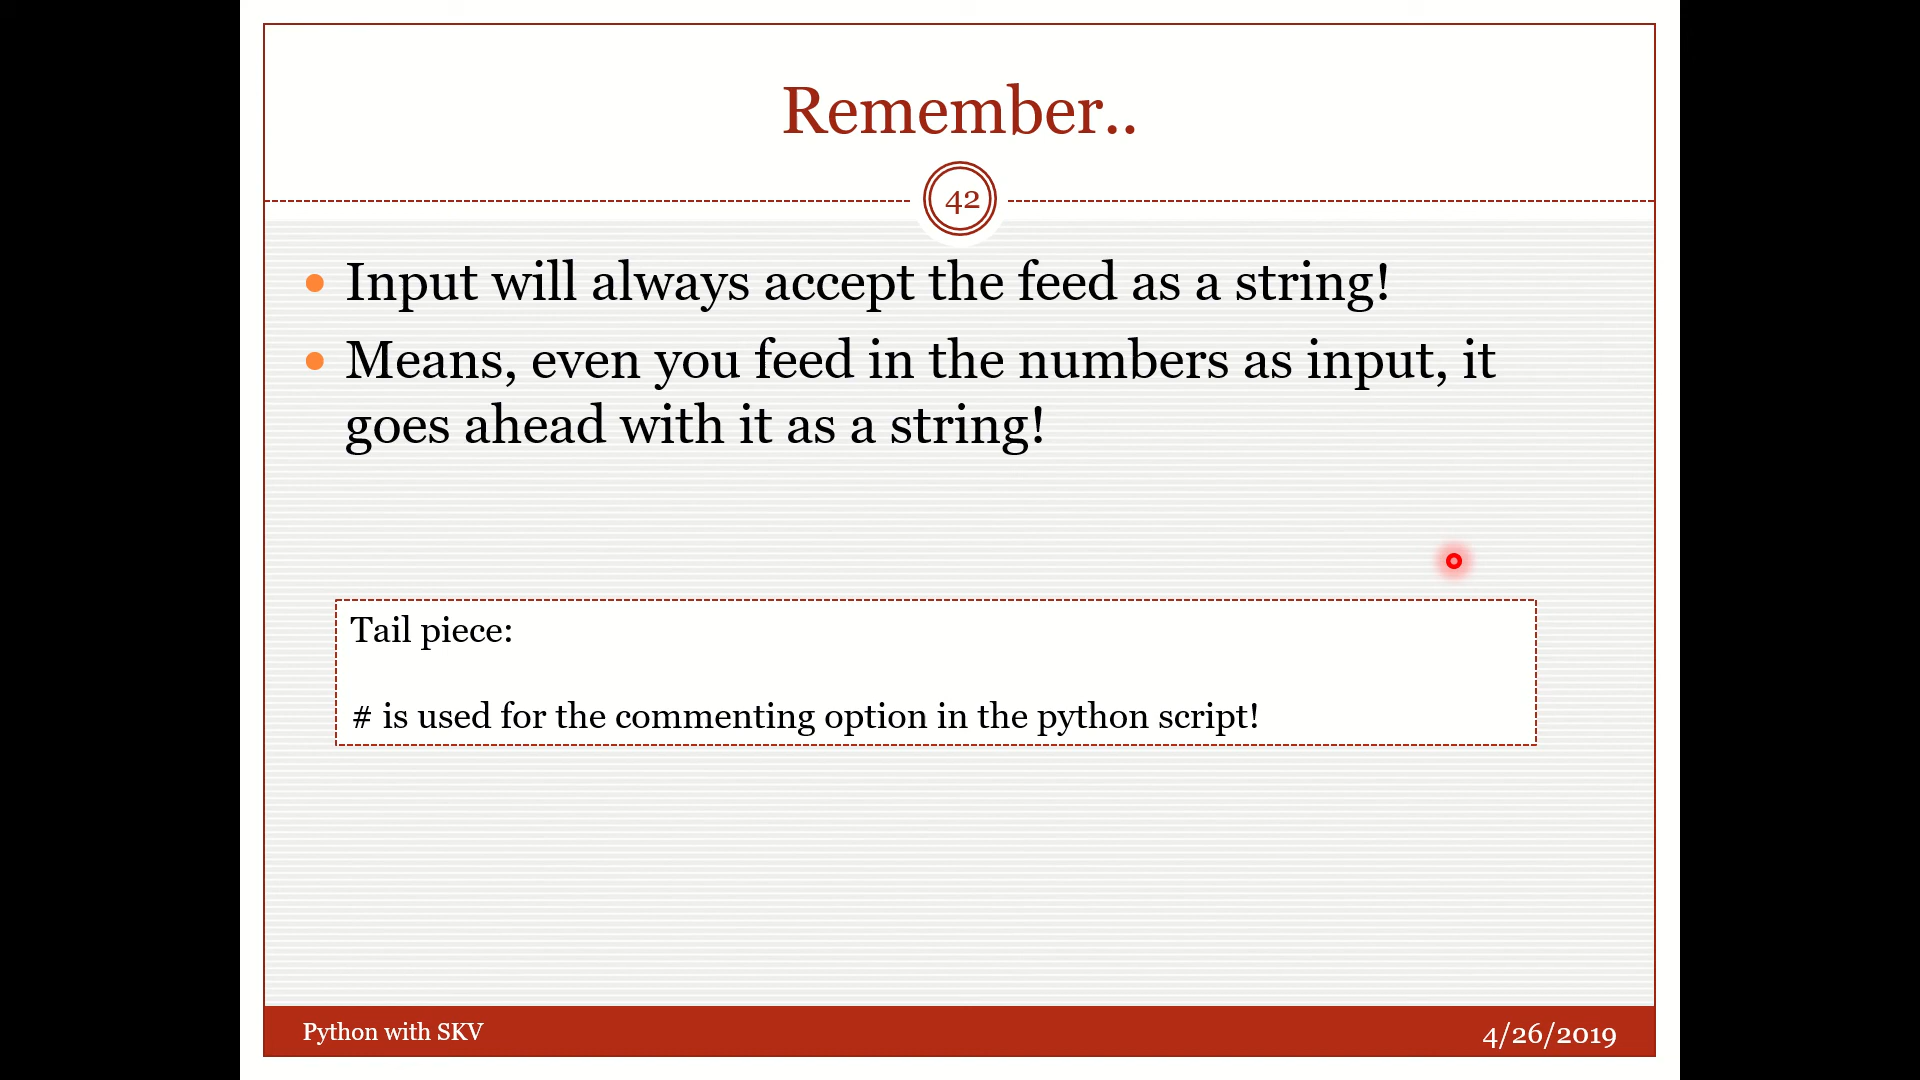 Remember..
42
Input will always accept the feed as a string!
Means, even you feed in the numbers as input, it
goes ahead with it as a string!
Tail piece:
# is used for the commenting option in the python script!
Python with SKV
4/26/2019